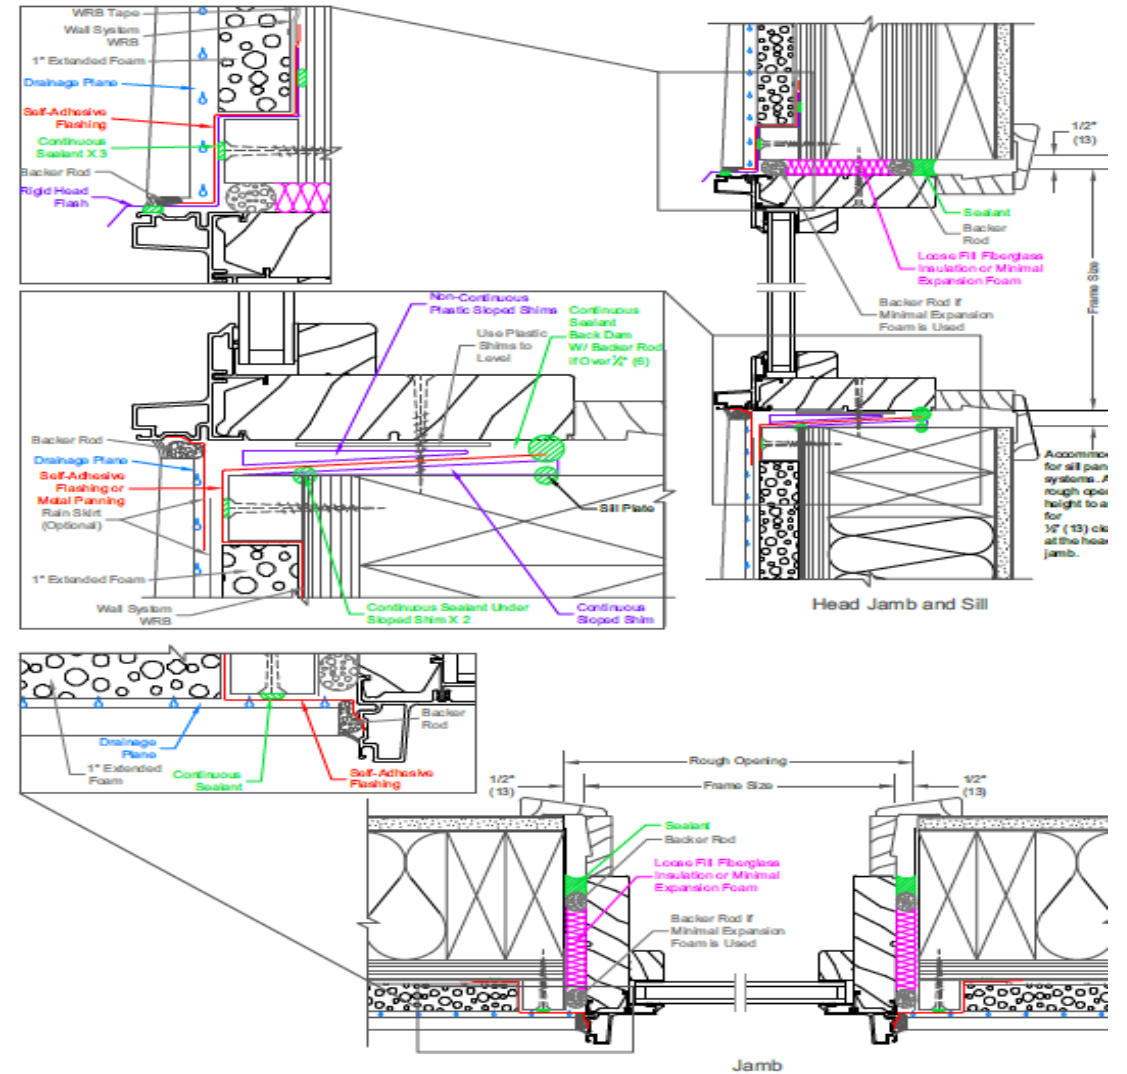 WRB Tape
Wall System
WRB
1" Extended Foam
Drainage Plane
Self-Adhesive
Flashing
Continuous
Sealant X 3
Backer Rod
Rigid Head
Flash
1/2"
(13)
Sealant
Backer
Rod
Loose Fill Fiberglass
Insulation or Minimal
Expansion Foam
Backer Rod If
Minimal Expansion
Foam is Used
Frame Size
Non-Continuous
Plastic Sloped Shims
Use Plastic
Shims to
Level
Continuous
Sealant
Back Dam
W/ Backer Rod
if Over ¼" (6)
Backer Rod
Drainage Plane
Self-Adhesive
Flashing or
Metal Panning
Rain Skirt
(Optional)
1" Extended Foam
Wall System
WRB
Sill Plate
Continuous Sealant Under
Sloped Shim X 2
Continuous
Sloped Shim
for sill pan
systems. A
rough ope
height to a
for
½" (13) cle
at the head
jamb.
Head Jamb and Sill
Backer
Rod
Drainage
Plane
1" Extended
Foam
Continuous
Sealant
Self-Adhesive
Flashing
Rough Opening
1/2"
(13)
Frame Size
1/2"
(13)
Sealant
Backer Rod
Loose Fill Fiberglass
Insulation or Minimal
Expansion Foam
Backer Rod If
Minimal Expansion
Foam is Used
Jamb